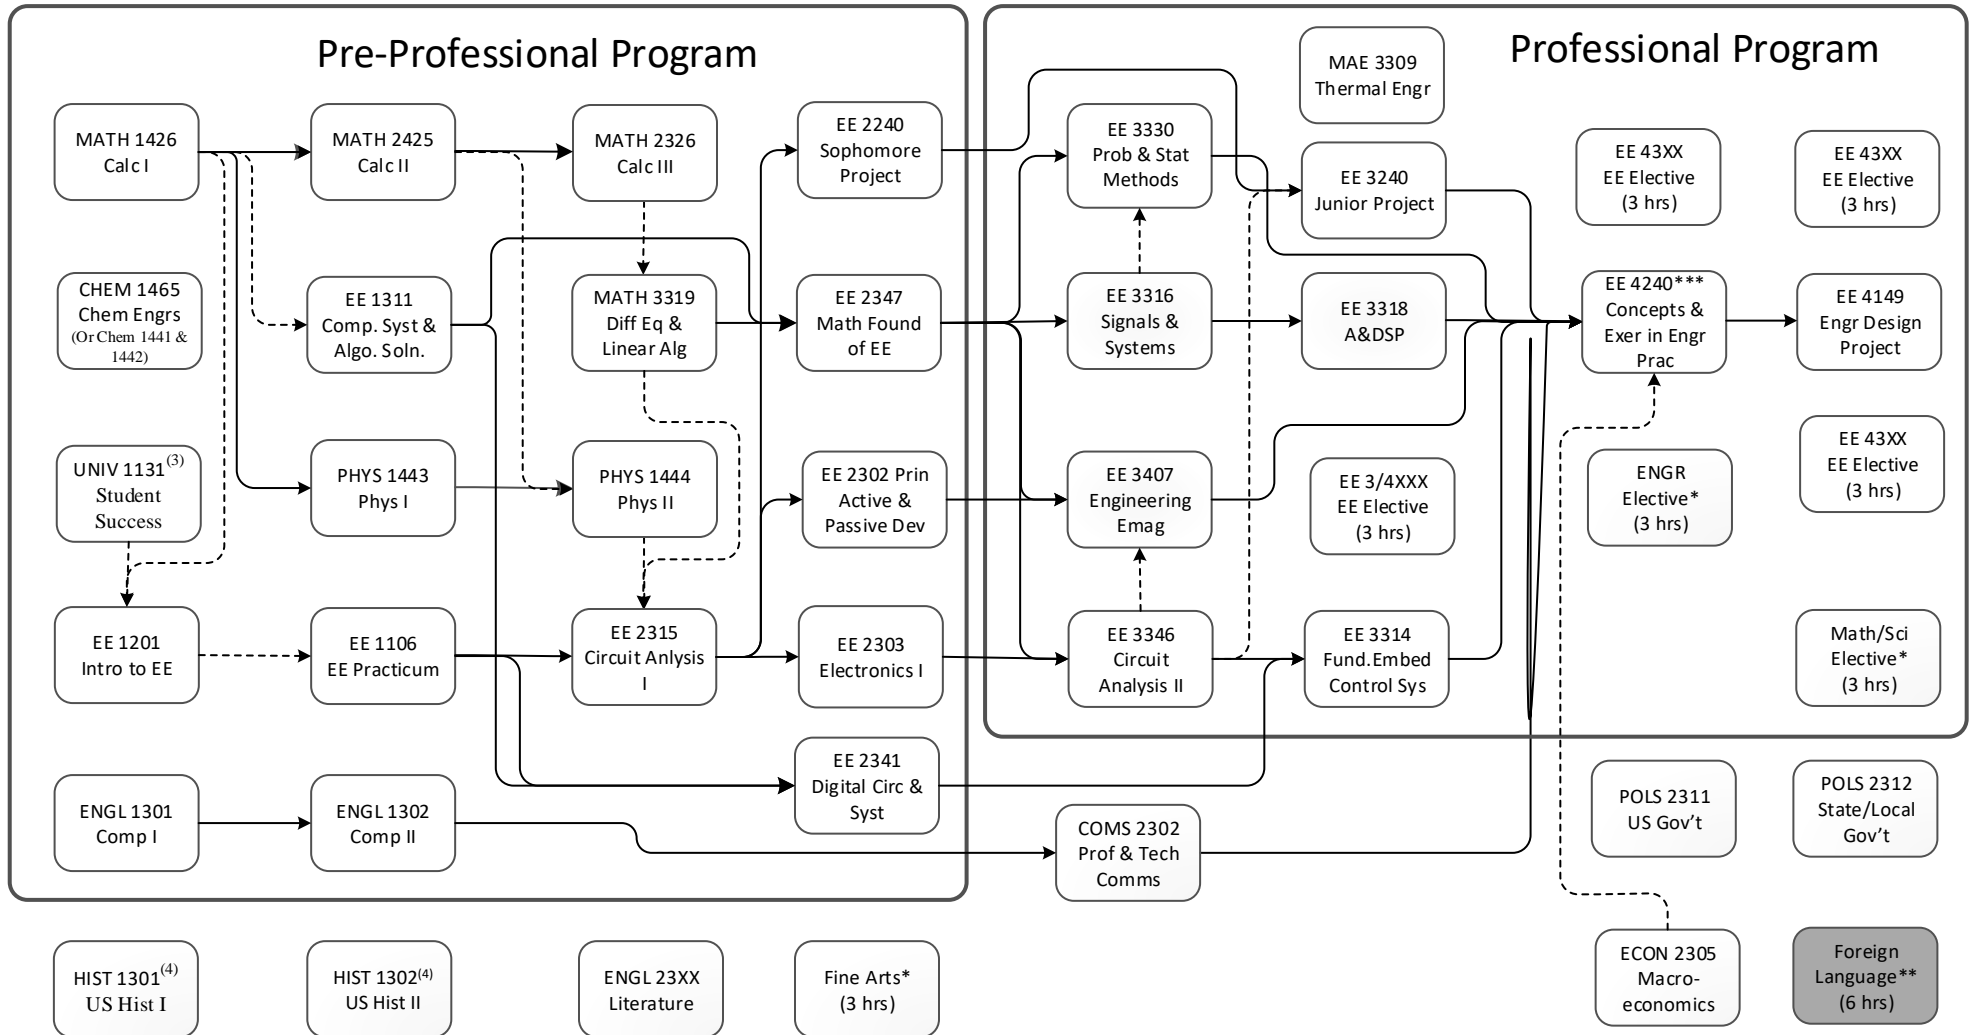 Pre-Professional Program
MATH 1426
Calc I
MATH 2425
Calc II
MATH 2326
Calc III
EE 2240
Sophomore
Project
CHEM 1465
Chem Engrs
(Or Chem 1441 &
1442)
EE 1311
Comp. Syst &
Algo. Soln.
MATH 3319
Diff Eq &
Linear Alg
EE 2347
Math Found
of EE
UNIV 1131(3)
Student
Success
PHYS 1443
Phys I
PHYS 1444
Phys II
EE 2302 Prin
Active &
Passive Dev
EE 1201
Intro to EE
EE 1106
EE Practicum
EE 2315
Circuit Anlysis
I
EE 2303
Electronics I
EE 2341
Digital Circ &
Syst
ENGL 1301
Comp I
ENGL 1302
Comp II
Professional Program
MAE 3309
Thermal Engr
EE 3330
Prob & Stat
Methods
EE 3240
Junior Project
EE 43XX
EE Elective
(3 hrs)
EE 43XX
EE Elective
(3 hrs)
EE 3316
Signals &
Systems
EE 3318
A&DSP
EE 4240***
Concepts &
Exer in Engr
Prac
EE 4149
Engr Design
Project
EE 3407
Engineering
Emag
EE 3/4XXX
EE Elective
(3 hrs)
ENGR
Elective*
(3 hrs)
EE 43XX
EE Elective
(3 hrs)
EE 3346
Circuit
Analysis II
EE 3314
Fund.Embed
Control Sys
Math/Sci
Elective*
(3 hrs)
COMS 2302
Prof & Tech
Comms
POLS 2311
US Gov’t
POLS 2312
State/Local
Gov’t
HIST 1301(4)
US Hist I
HIST 1302(4)
US Hist II
ENGL 23XX
Literature
Fine Arts*
(3 hrs)
ECON 2305
Macro-
economics
Foreign
Language**
(6 hrs)